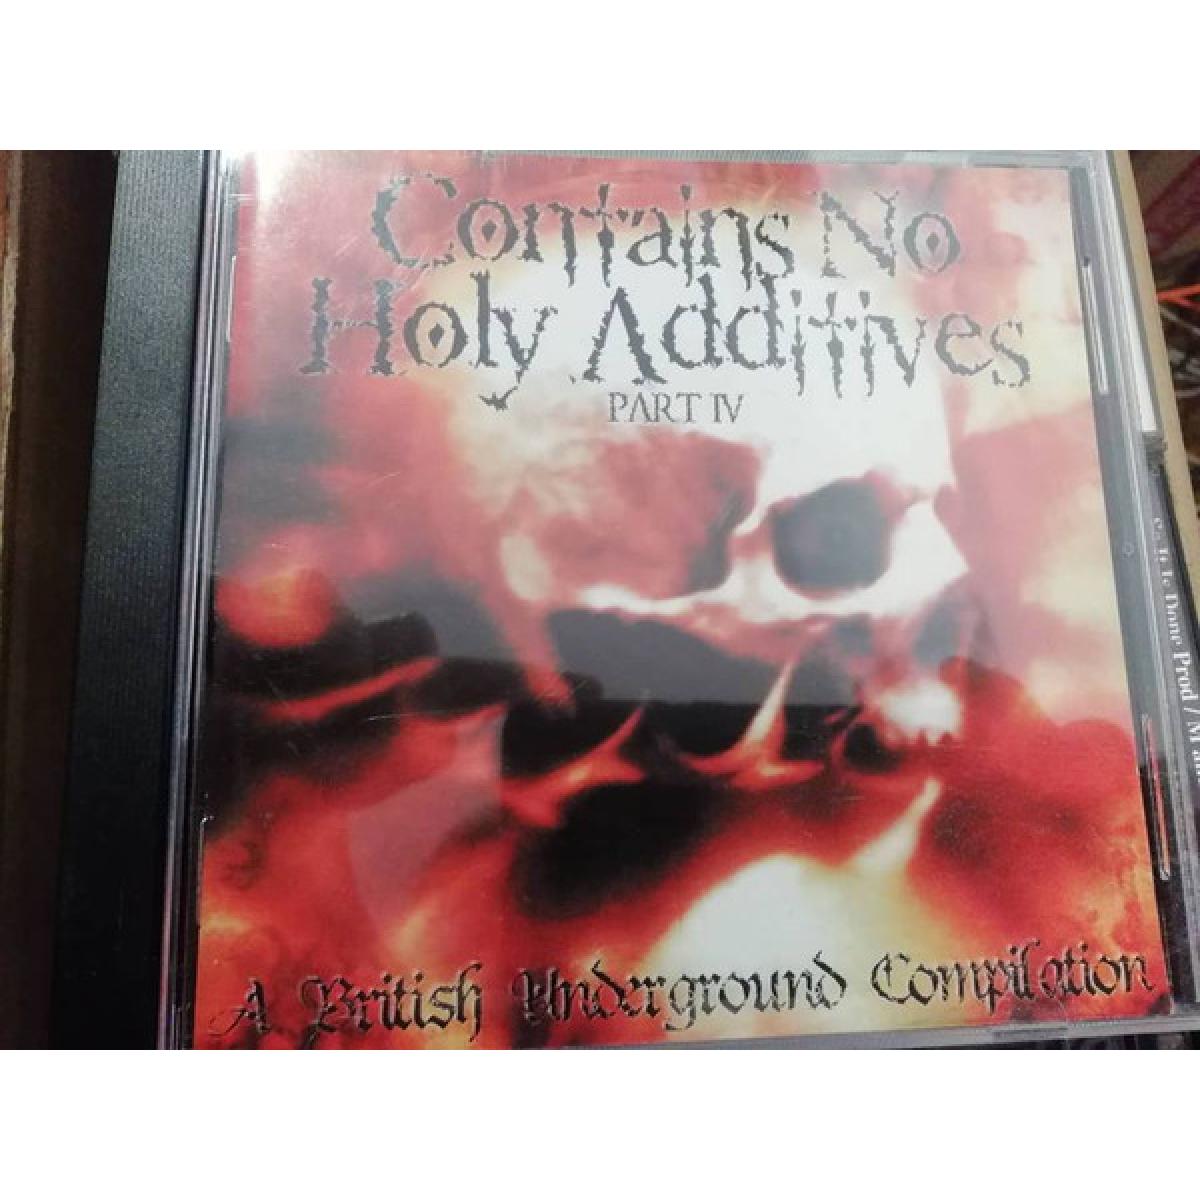 Contains No
Holy Additives
PART IV
A British Underground Compilation